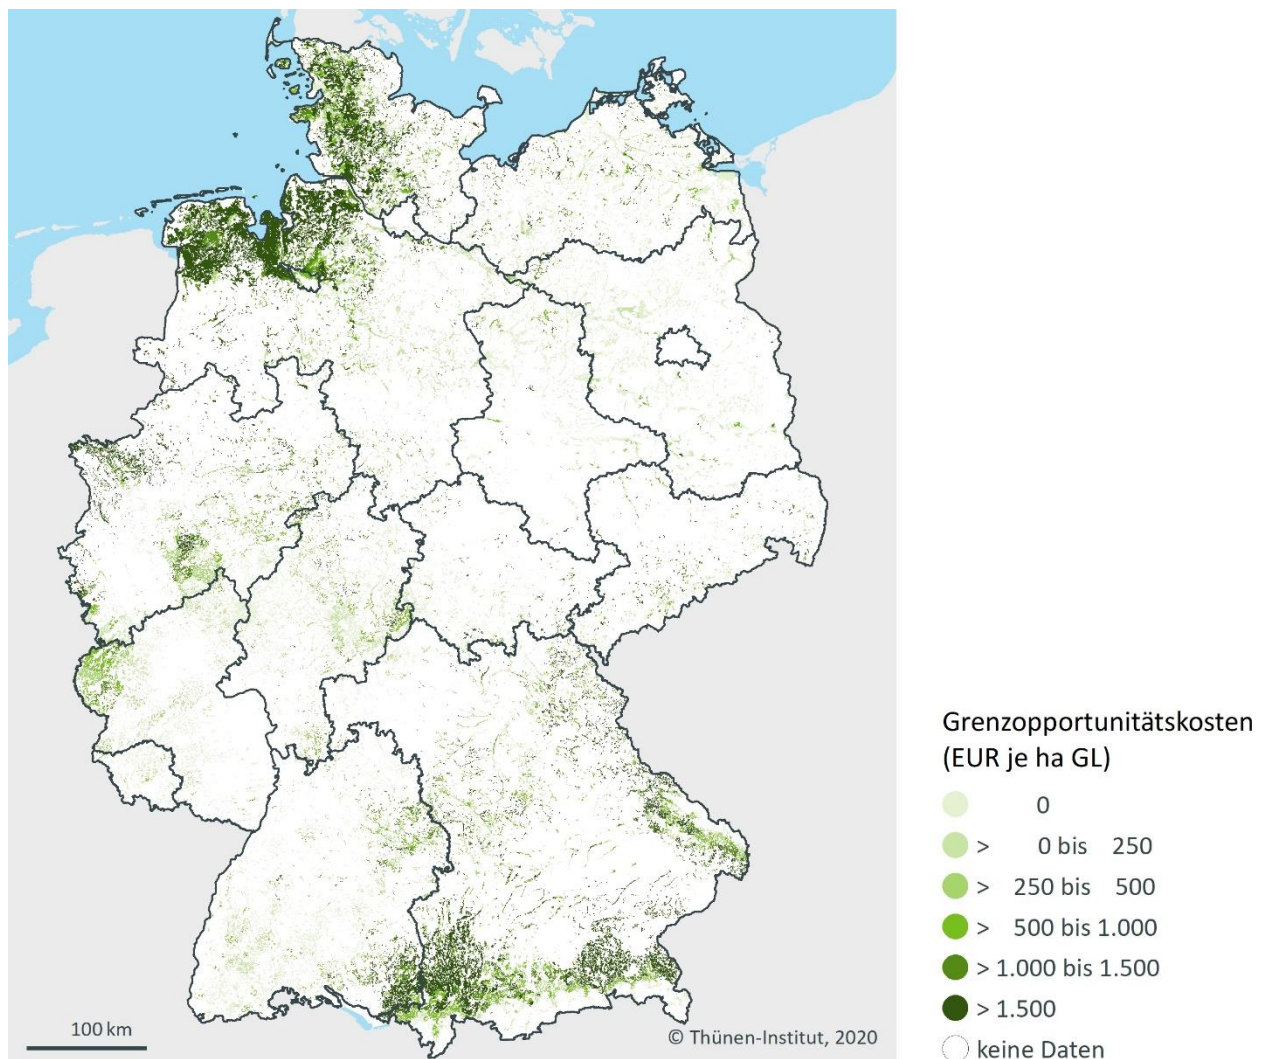 Grenzopportunitätskosten
(EUR je ha GL)
0
> 0 bis 250
> 250 bis 500
> 500 bis 1.000
> 1.000 bis 1.500
> 1.500
keine Daten
100 km
© Thünen-Institut, 2020